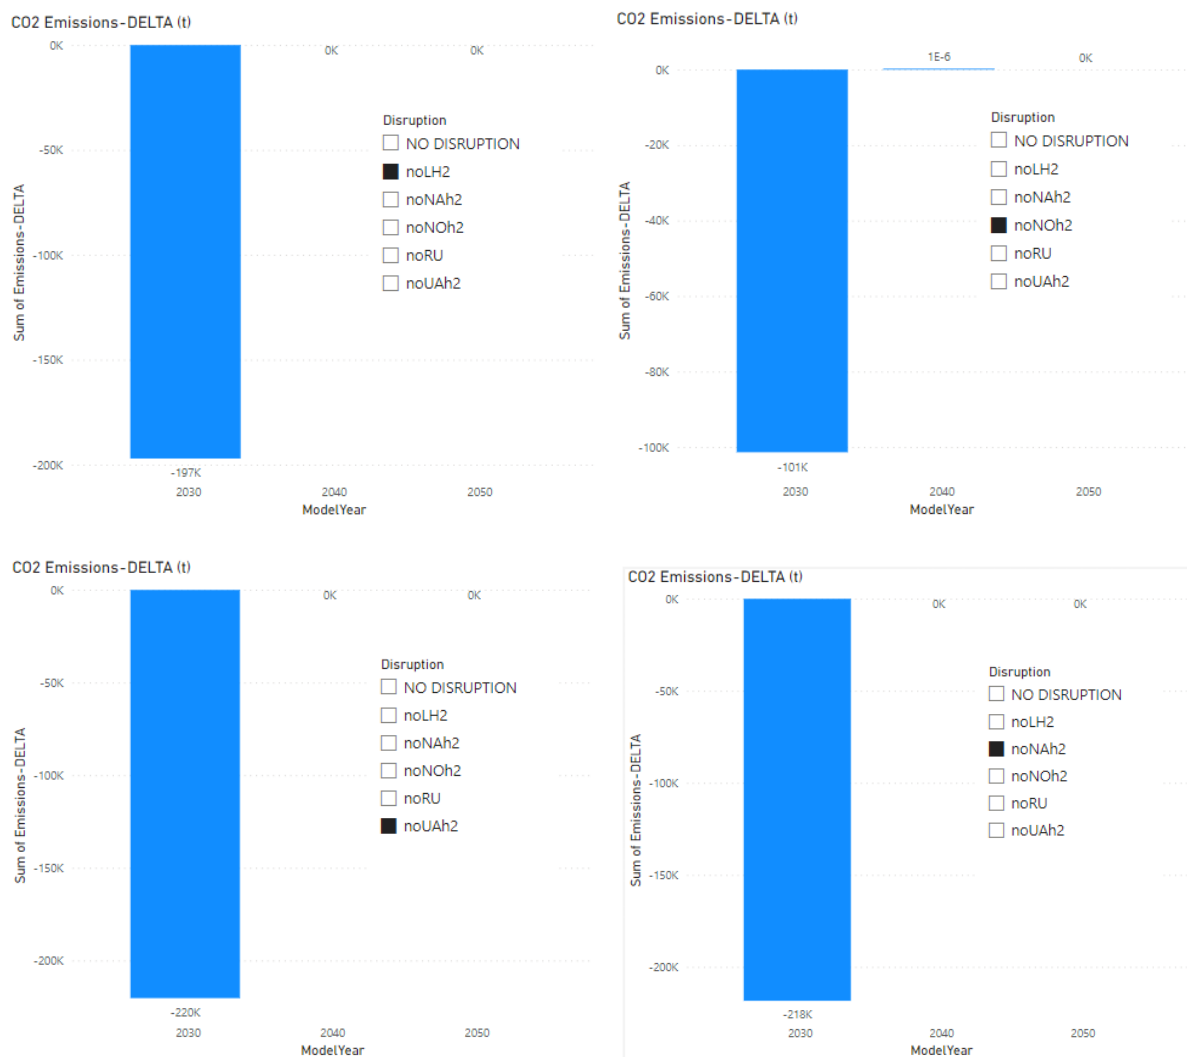 CO2 Emissions-DELTA (t)
0K
0K
0K
-50K
-100K
-150K
-200K
Sum of Emissions-DELTA
Disruption
NO DISRUPTION
noLH2
noNAh2
noNOh2
noRU
noUAh2
-197K
2030
2040
2050
ModelYear
CO2 Emissions-DELTA (t)
0K
1E-6
0K
-20K
-40K
-60K
-80K
-100K
Sum of Emissions-DELTA
Disruption
NO DISRUPTION
noLH2
noNAh2
noNOh2
noRU
noUAh2
-101K
2030
2040
2050
ModelYear
CO2 Emissions-DELTA (t)
0K
0K
0K
-50K
-100K
-150K
-200K
Sum of Emissions-DELTA
Disruption
NO DISRUPTION
noLH2
noNAh2
noNOh2
noRU
noUAh2
-220K
2030
2040
2050
ModelYear
CO2 Emissions-DELTA (t)
0K
0K
0K
-50K
-100K
-150K
-200K
Sum of Emissions-DELTA
Disruption
NO DISRUPTION
noLH2
noNAh2
noNOh2
noRU
noUAh2
-218K
2030
2040
2050
ModelYear